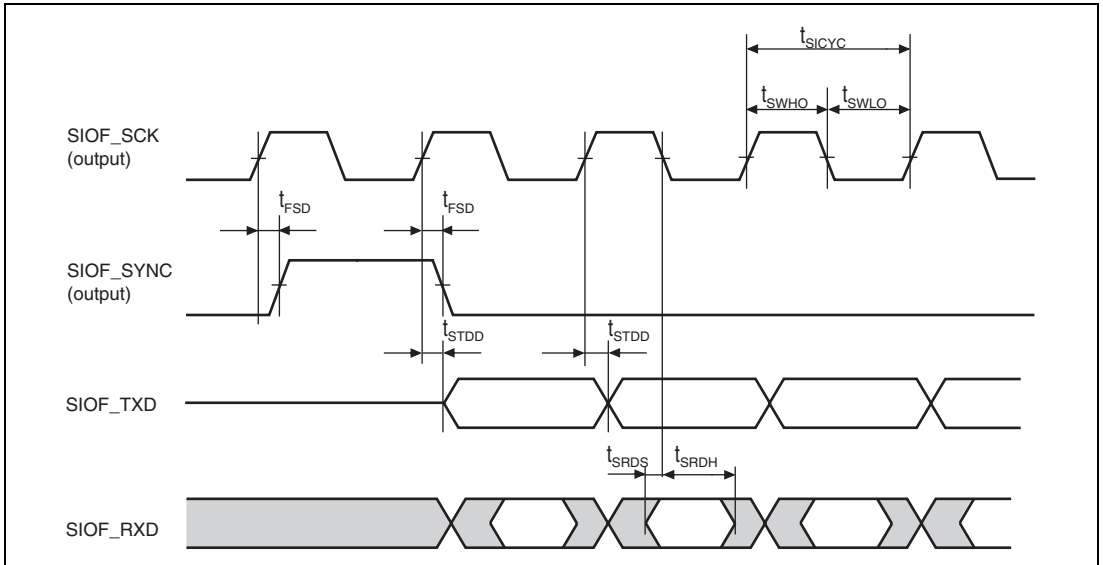 tSICYC
tSWHO tSWLO
SIOF_SCK
(output)
tFSD tFSD
SIOF_SYNC
(output)
tSTDD tSTDD
SIOF_TXD
tSRDS tSRDH
SIOF_RXD